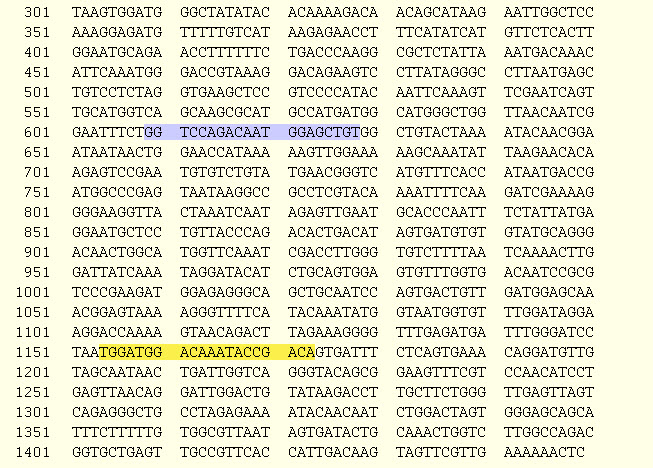 301 TAAGTGGATG GGCTATATAC ACAAAAGACA ACAGCATAAG AATTGGCTCC
351 AAAGGAGATG TTTTTGTCAT AAGAGAACCT TTCATATCAT GTTCTCACTT
401 GGAATGCAGA ACCTTTTTTC TGACCCAAGG CGCTCTATTA AATGACAAAC
451 ATTCAAATGG GACCGTAAAG GACAGAAGTC CTTATAGGGC CTTAATGAGC
501 TGTCCTCTAG GTGAAGCTCC GTCCCCATAC AATTCAAAGT TCGAATCAGT
551 TGCATGGTCA GCAAGCGCAT GCCATGATGG CATGGGCTGG TTAACAATCG
601 GAATTTCTGG TCCAGACAAT GGAGCTGTGG CTGTACTAAA ATACAACGGA
651 ATAATAACTG GAACCATAAA AAGTTGGAAA AAGCAAATAT TAAGAACACA
701 AGAGTCCGAA TGTGTCTGTA TGAACGGGTC ATGTTTCACC ATAATGACCG
751 ATGGCCCGAG TAATAAGGCC GCCTCGTACA AAATTTTCAA GATCGAAAAG
801 GGGAAGGTTA CTAAATCAAT AGAGTTGAAT GCACCCAATT TCTATTATGA
851 GGAATGCTCC TGTTACCCAG ACACTGACAT AGTGATGTGT GTATGCAGGG
901 ACAACTGGCA TGGTTCAAAT CGACCTTGGG TGTCTTTTAA TCAAAACTTG
951 GATTATCAAA TAGGATACAT CTGCAGTGGA GTGTTTGGTG ACAATCCGCG
1001 TCCCGAAGAT GGAGAGGGCA GCTGCAATCC AGTGACTGTT GATGGAGCAA
1051 ACGGAGTAAA AGGGTTTTCA TACAAATATG GTAATGGTGT TTGGATAGGA
1101 AGGACCAAAA GTAACAGACT TAGAAAGGGG TTTGAGATGA TTTGGGATCC
1151 TAATGGATGG ACAAATACCG ACAGTGATTT CTCAGTGAAA CAGGATGTTG
1201 TAGCAATAAC TGATTGGTCA GGGTACAGCG GAAGTTTCGT CCAACATCCT
1251 GAGTTAACAG GATTGGACTG TATAAGACCT TGCTTCTGGG TTGAGTTAGT
1301 CAGAGGGCTG CCTAGAGAAA ATACAACAAT CTGGACTAGT GGGAGCAGCA
1351 TTTCTTTTTG TGGCGTTAAT AGTGATACTG CAAACTGGTC TTGGCCAGAC
1401 GGTGCTGAGT TGCCGTTCAC CATTGACAAG TAGTTCGTTG AAAAAACTC